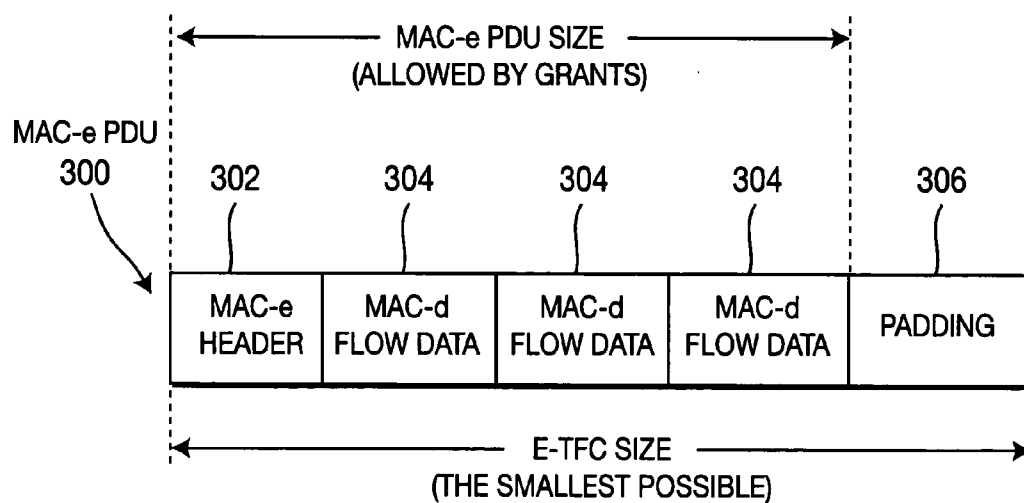 MAC-e PDU SIZE
(ALLOWED BY GRANTS)
MAC-e PDU
300
302
304
304
304
306
MAC-e
HEADER
MAC-d
FLOW DATA
MAC-d
FLOW DATA
MAC-d
FLOW DATA
PADDING
E-TFC SIZE
(THE SMALLEST POSSIBLE)